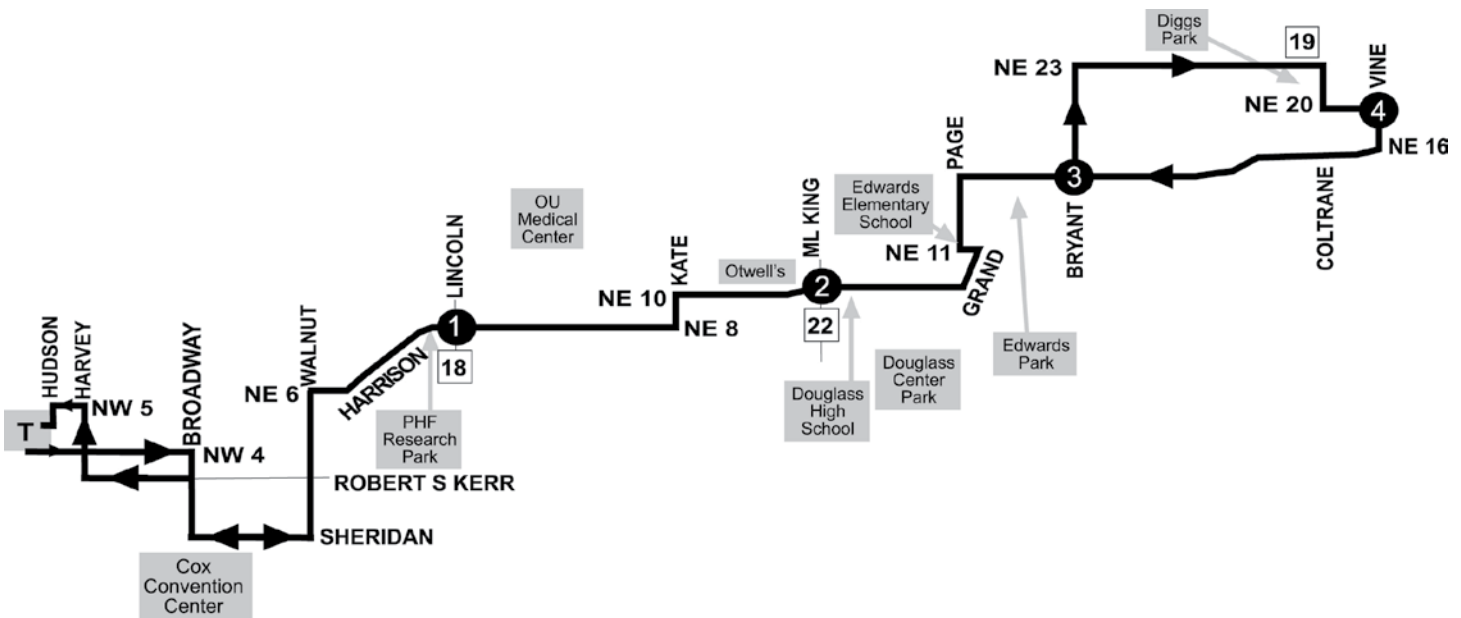 Diggs
Park
19
VINE
NE 23
NE 20
4
NE 16
PAGE
3
BRYANT
COLTRANE
OU
Medical
Center
ML KING
Edwards
Elementary
School
NE 11
GRAND
LINCOLN
KATE
Otwell's
NE 10
2
1
NE 8
22
18
Edwards
Park
Douglass
Center
Park
Douglass
High
School
HUDSON
HARVEY
BROADWAY
WALNUT
NE 6
HARRISON
PHF
Research
Park
NW 5
T
NW 4
ROBERT S KERR
SHERIDAN
Cox
Convention
Center